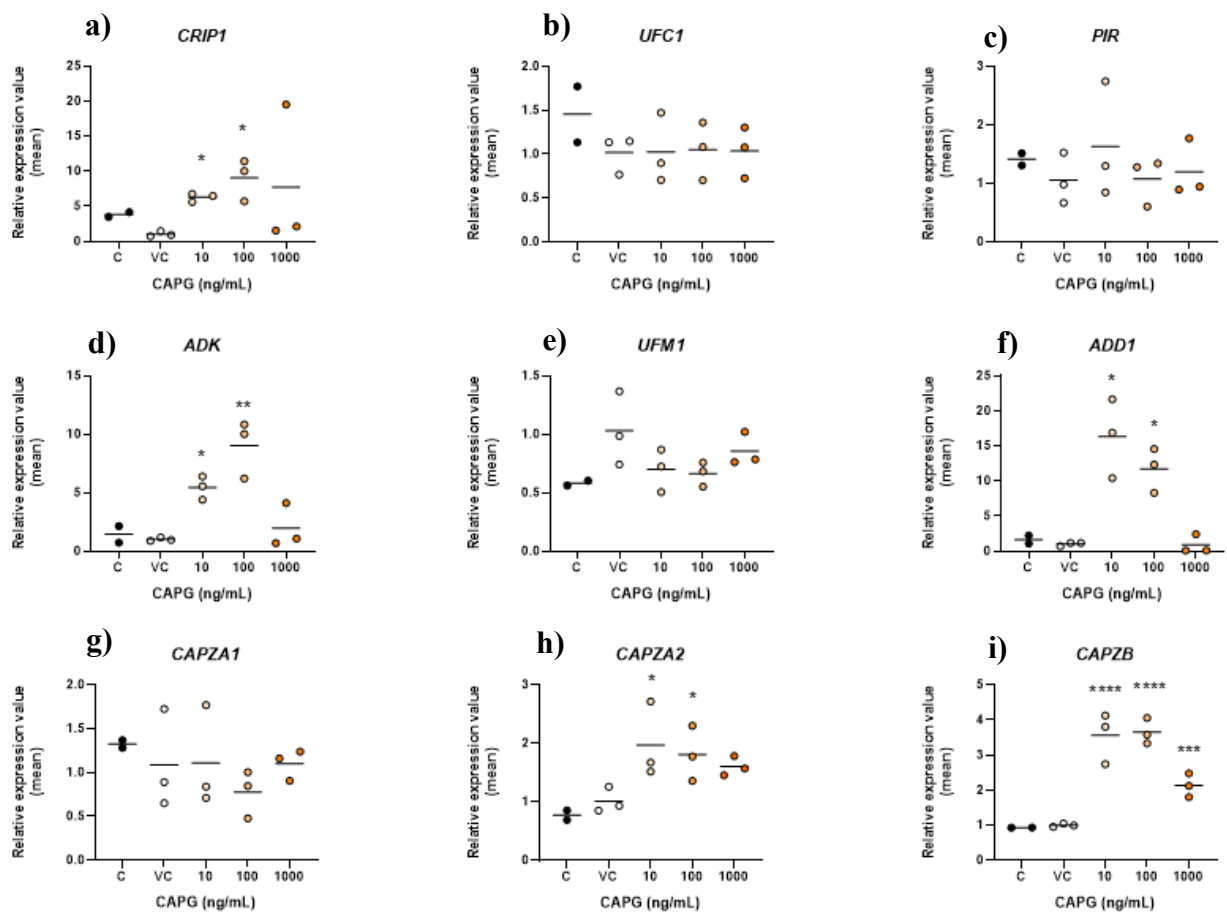 a)
CRIP1
Relative expression value
(mean)
25
20
15
10
5
0
*
*
C VC 10 100 1000
CAPG (ng/mL)
b)
UFC1
Relative expression value
(mean)
2.0
1.5
1.0
0.5
0.0
C VC 10 100 1000
CAPG (ng/mL)
c)
PIR
Relative expression value
(mean)
3
2
1
0
C VC 10 100 1000
CAPG (ng/mL)
d)
ADK
Relative expression value
(mean)
15
10
5
0
*
**
C VC 10 100 1000
CAPG (ng/mL)
e)
UFM1
Relative expression value
(mean)
1.5
1.0
0.5
0.0
C VC 10 100 1000
CAPG (ng/mL)
f)
ADD1
Relative expression value
(mean)
25
20
15
10
5
0
*
*
C VC 10 100 1000
CAPG (ng/mL)
g)
CAPZA1
Relative expression value
(mean)
2.0
1.5
1.0
0.5
0.0
C VC 10 100 1000
CAPG (ng/mL)
h)
CAPZA2
Relative expression value
(mean)
3
2
1
0
*
*
C VC 10 100 1000
CAPG (ng/mL)
i)
CAPZB
Relative expression value
(mean)
5
4
3
2
1
0
****
****
***
C VC 10 100 1000
CAPG (ng/mL)